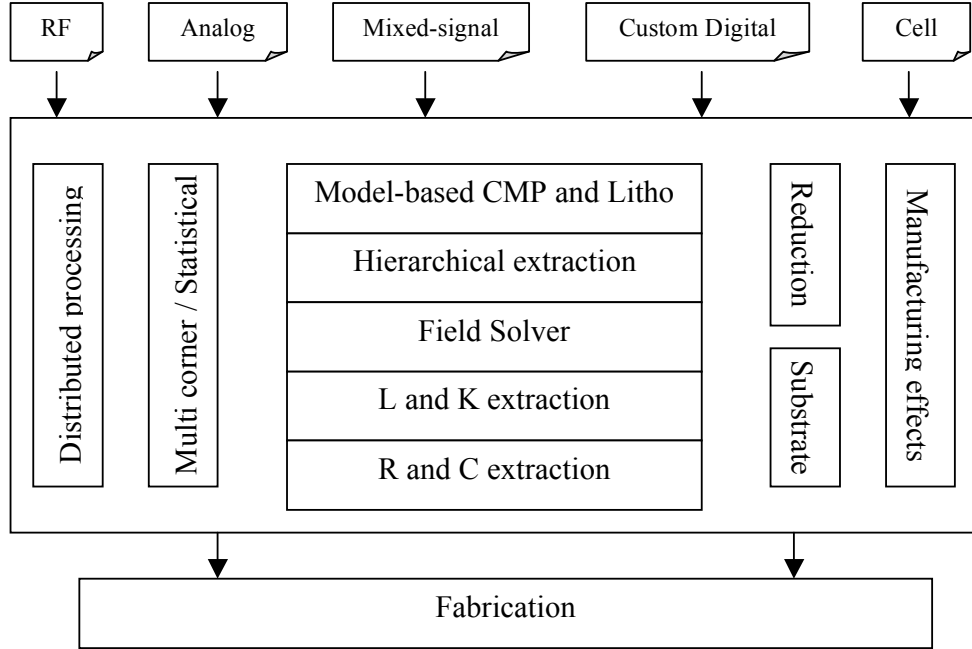 RF
Analog
Mixed-signal
Custom Digital
Cell
Distributed processing
Multi corner / Statistical
Model-based CMP and Litho
Hierarchical extraction
Field Solver
L and K extraction
R and C extraction
Reduction
Substrate
Manufacturing effects
Fabrication